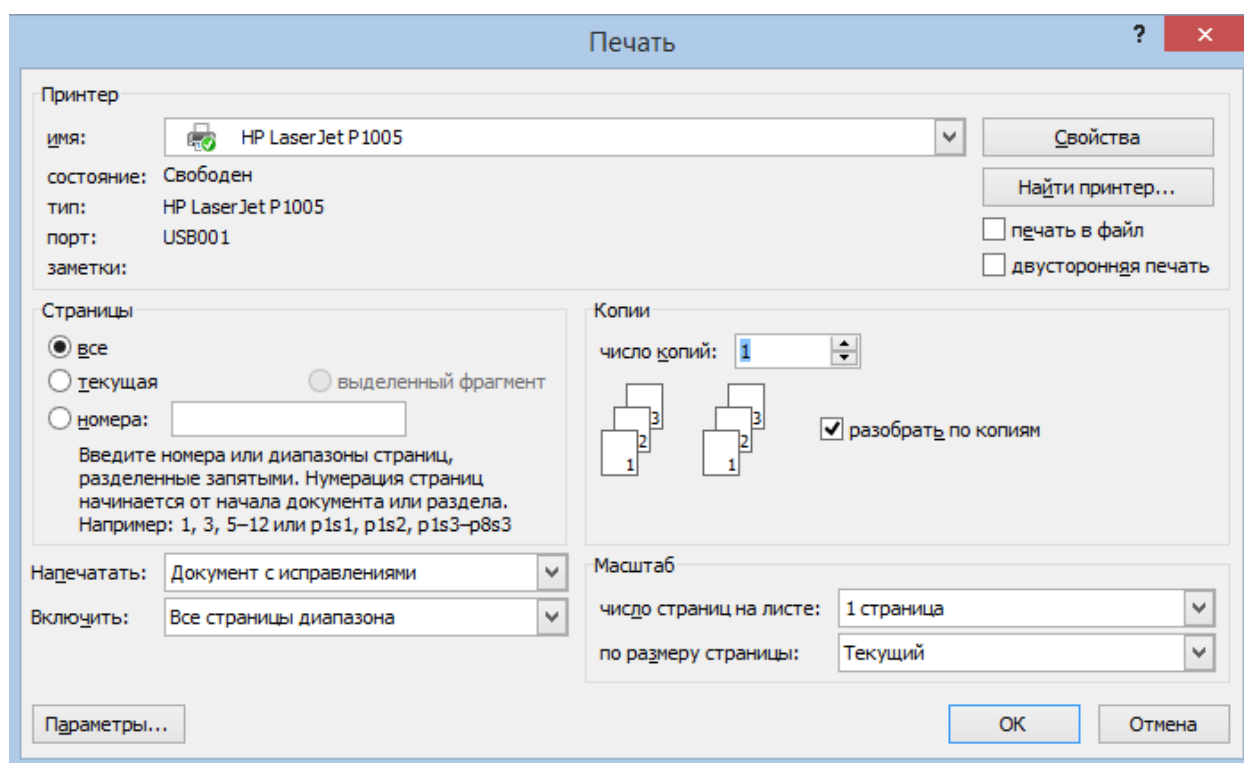 Печать
?
Принтер
имя: HP LaserJet P1005
Свойства
состояние: Свободен
Найти принтер...
тип: HP LaserJet P1005
порт: USB001
печать в файл
заметки:
двусторонняя печать
Страницы
все
текущая
выделенный фрагмент
номера:
Введите номера или диапазоны страниц,
разделенные запятыми. Нумерация страниц
начинается от начала документа или раздела.
Например: 1, 3, 5–12 или p1s1, p1s2, p1s3–p8s3
Копии
число копий: 1
3 3
2 2
1 1
разобрать по копиям
Напечатать: Документ с исправлениями
Включить: Все страницы диапазона
Масштаб
число страниц на листе: 1 страница
по размеру страницы: Текущий
Параметры...
ОК
Отмена